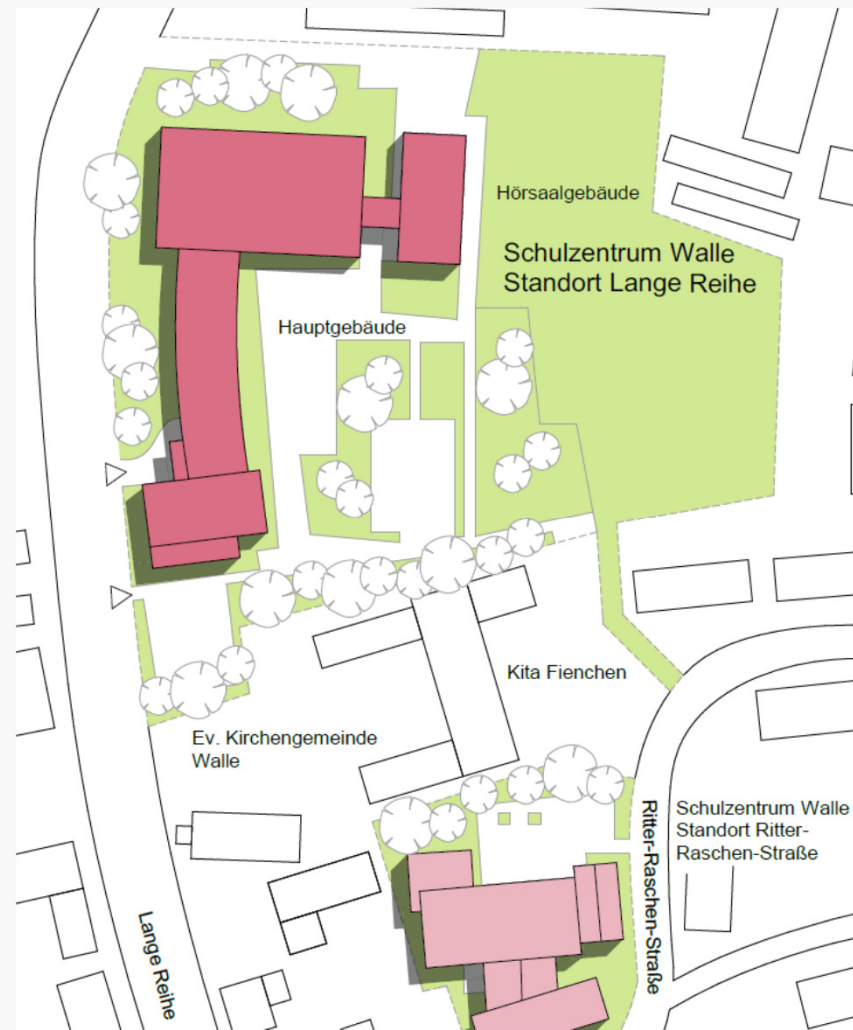 Hörsaalgebäude
Schulzentrum Walle
Standort Lange Reihe
Hauptgebäude
Kita Fienchen
Ev. Kirchengemeinde
Walle
Schulzentrum Walle
Standort Ritter-
Raschen-Straße
Ritter-Raschen-Straße
Lange Reihe